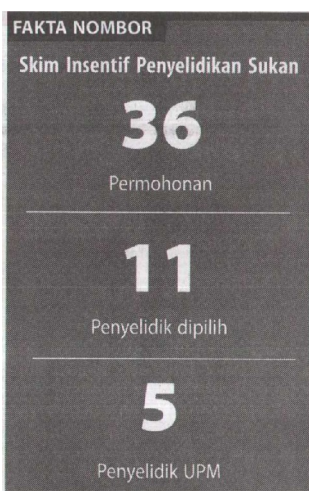 FAKTA NOMBOR
Skim Insentif Penyelidikan Sukan
36
Permohonan
11
Penyelidik dipilih
5
Penyelidik UPM